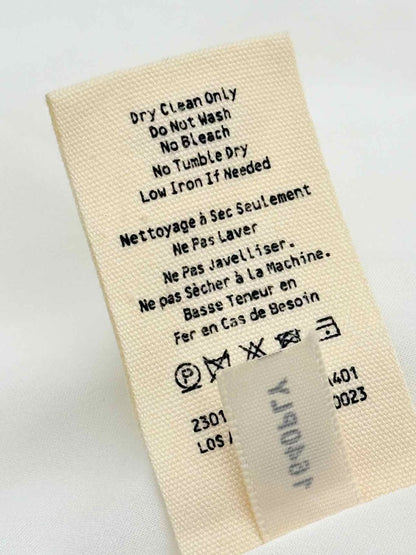 Dry Clean Only
Do Not Wash
No Bleach
No Tumble Dry
Low Iron If Needed
Nettoyage à Sec Seulement
Ne Pas Laver
Ne Pas Javelliser.
Ne pas Sècher à la Machine.
Basse Teneur en
Fer en Cas de Besoin
P
2301 A401
LOS A 0023